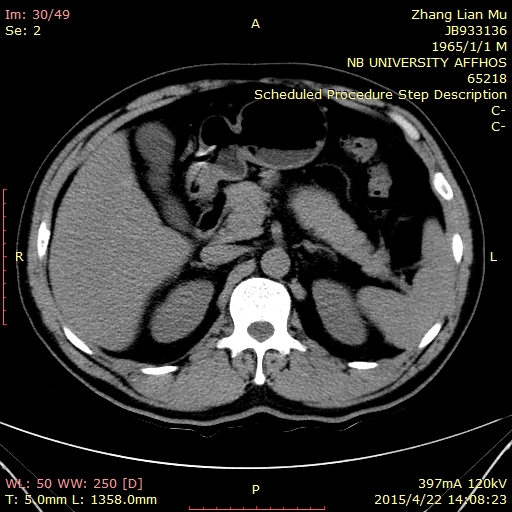 Im: 30/49
Se: 2
A
Zhang Lian Mu
JB933136
1965/1/1 M
NB UNIVERSITY AFFHOS
65218
Scheduled Procedure Step Description
C-
C-
R
L
WL: 50 WW: 250 [D]
T: 5.0mm L: 1358.0mm
P
397mA 120kV
2015/4/22 14:08:23